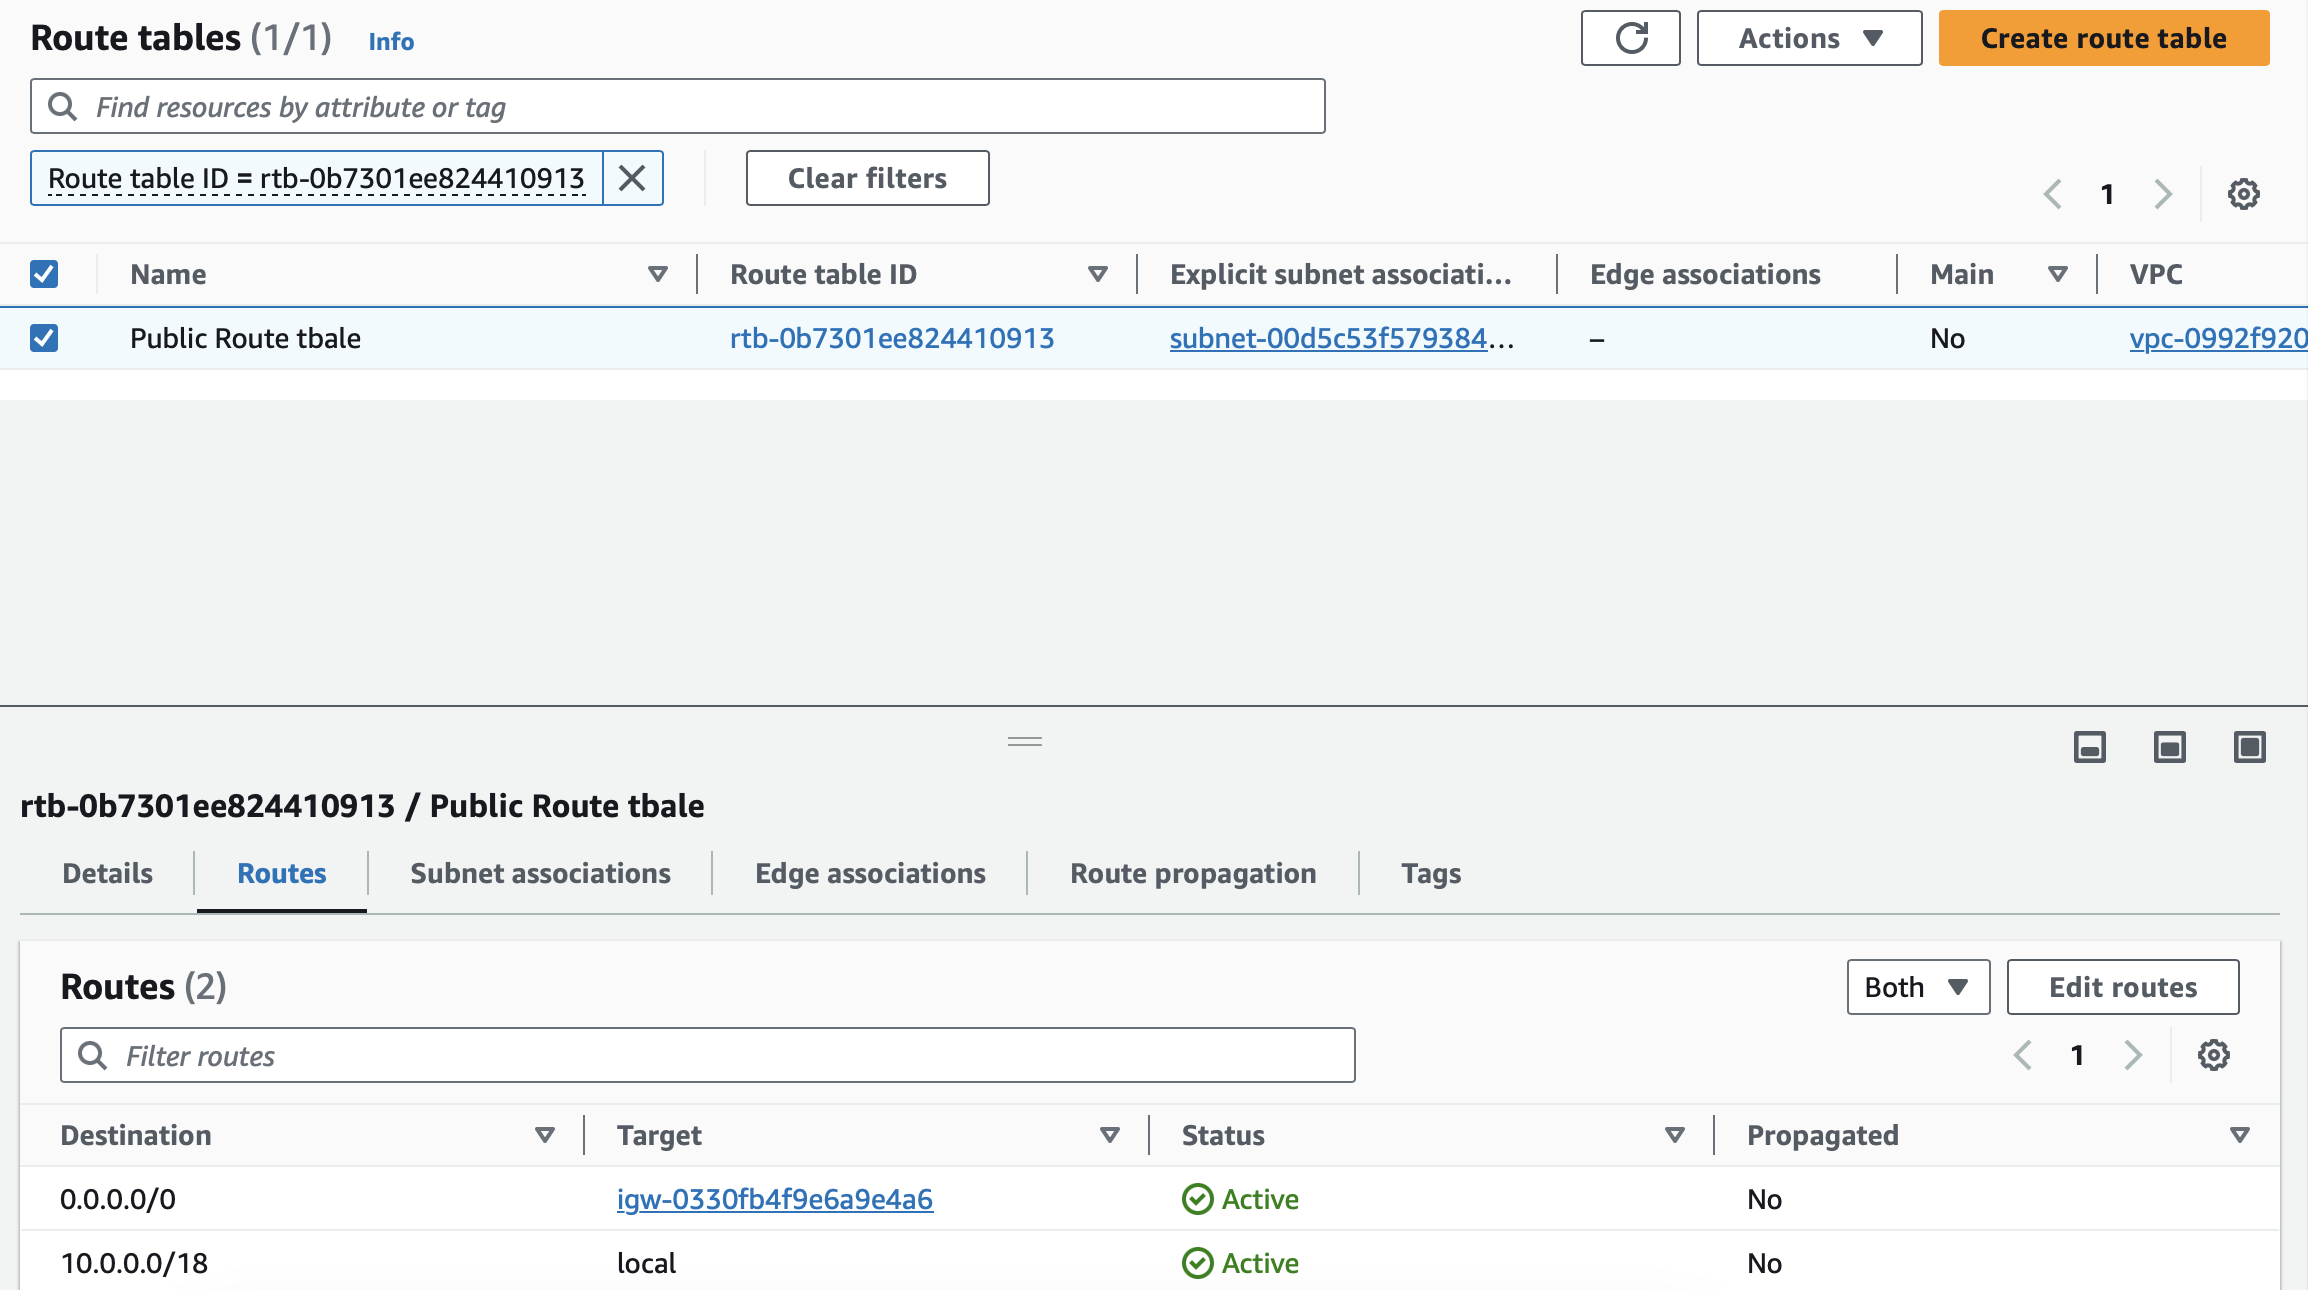 Route tables (1/1) Info
Actions
Create route table
Find resources by attribute or tag
Route table ID = rtb-0b7301ee824410913
Clear filters
1
Name Route table ID Explicit subnet associati... Edge associations Main VPC
Public Route tbale rtb-0b7301ee824410913 subnet-00d5c53f579384... – No vpc-0992f920
rtb-0b7301ee824410913 / Public Route tbale
Details Routes Subnet associations Edge associations Route propagation Tags
Routes (2)
Both
Edit routes
Filter routes
1
Destination Target Status Propagated
0.0.0.0/0 igw-0330fb4f9e6a9e4a6 Active No
10.0.0.0/18 local Active No